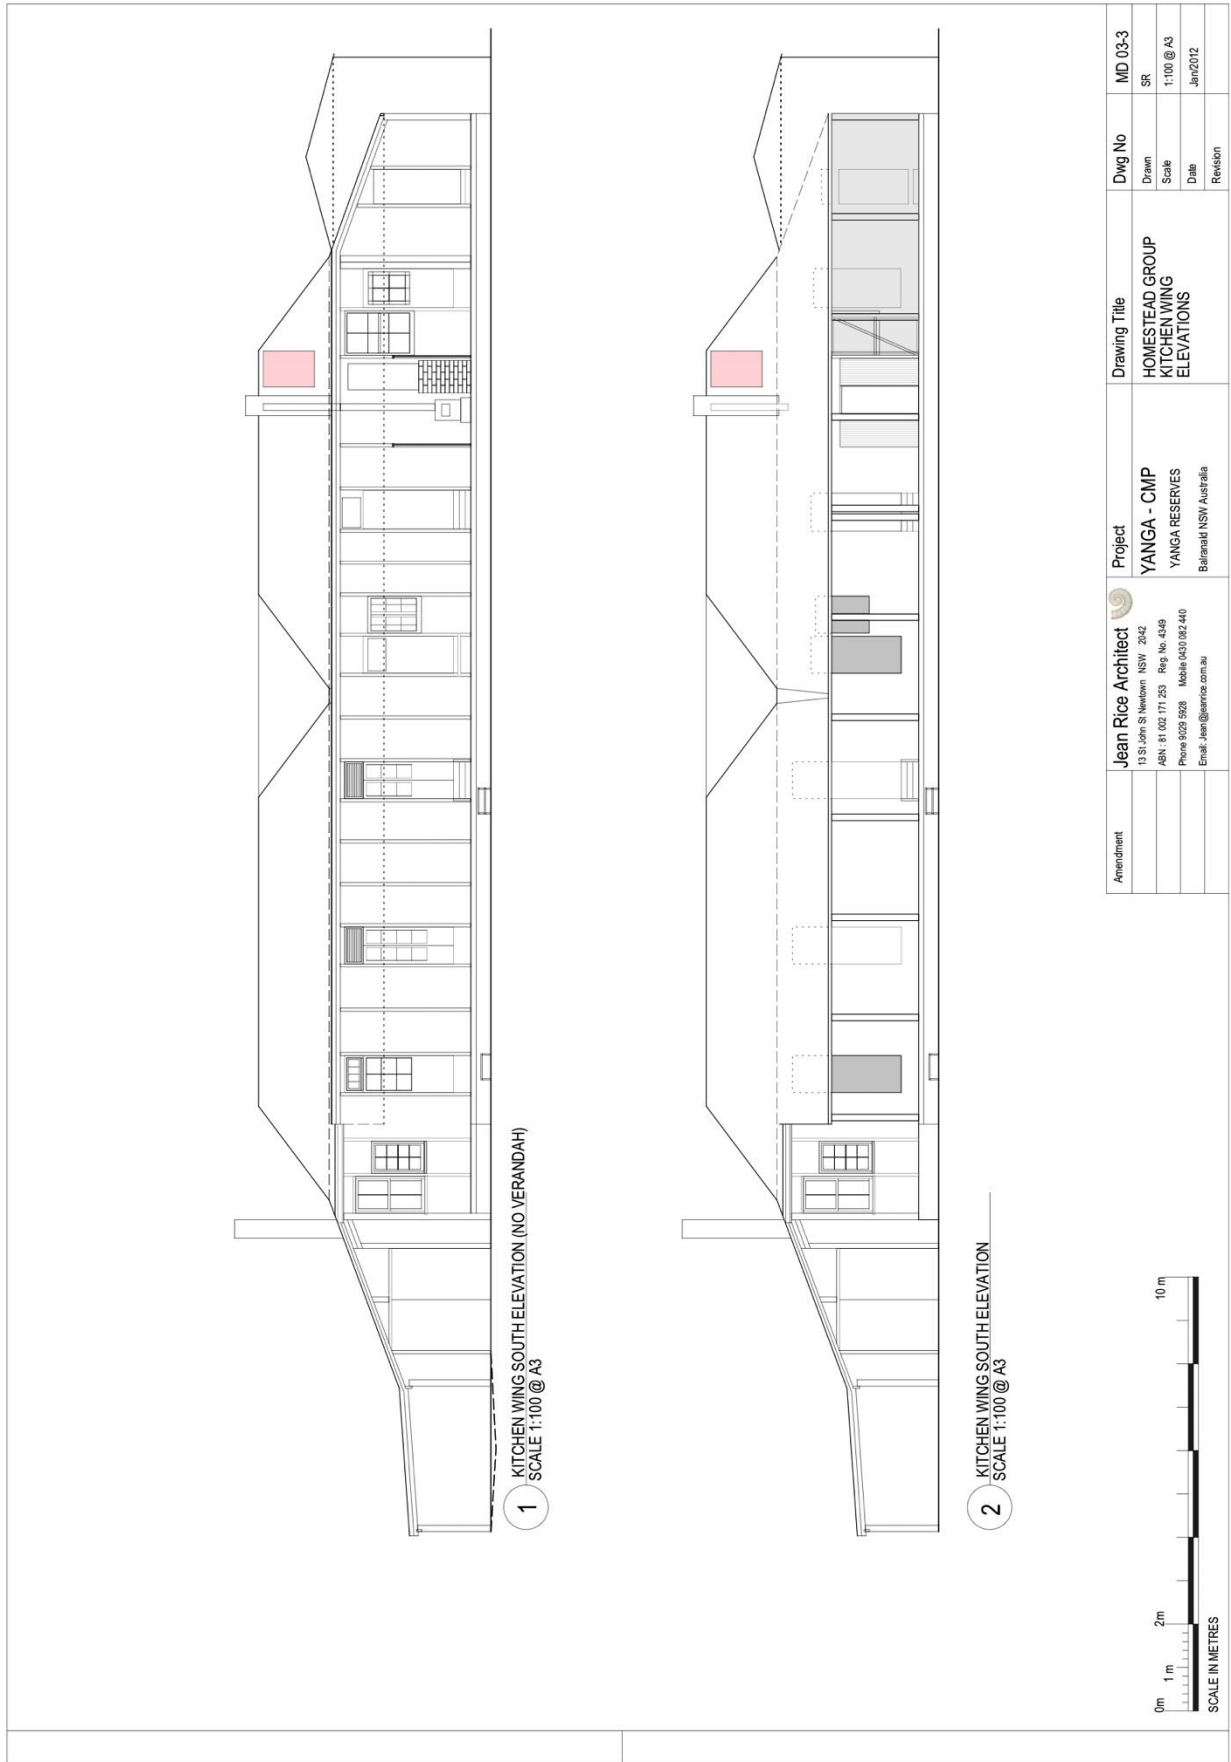 1
KITCHEN WING SOUTH ELEVATION (NO VERANDAH)
SCALE 1:100 @ A3
2
KITCHEN WING SOUTH ELEVATION
SCALE 1:100 @ A3
0m
1 m
2m
10 m
SCALE IN METRES
Amendment
Jean Rice Architect
13 St John St Newtown NSW 2042
ABN : 81 002 171 253 Reg. No. 4349
Phone 9029 5928 Mobile 0430 082 440
Email: Jean@jeanrice.com.au
Project
YANGA - CMP
YANGA RESERVES
Balranald NSW Australia
Drawing Title
HOMESTEAD GROUP
KITCHEN WING
ELEVATIONS
Dwg No MD 03-3
Drawn SR
Scale 1:100 @ A3
Date Jan/2012
Revision